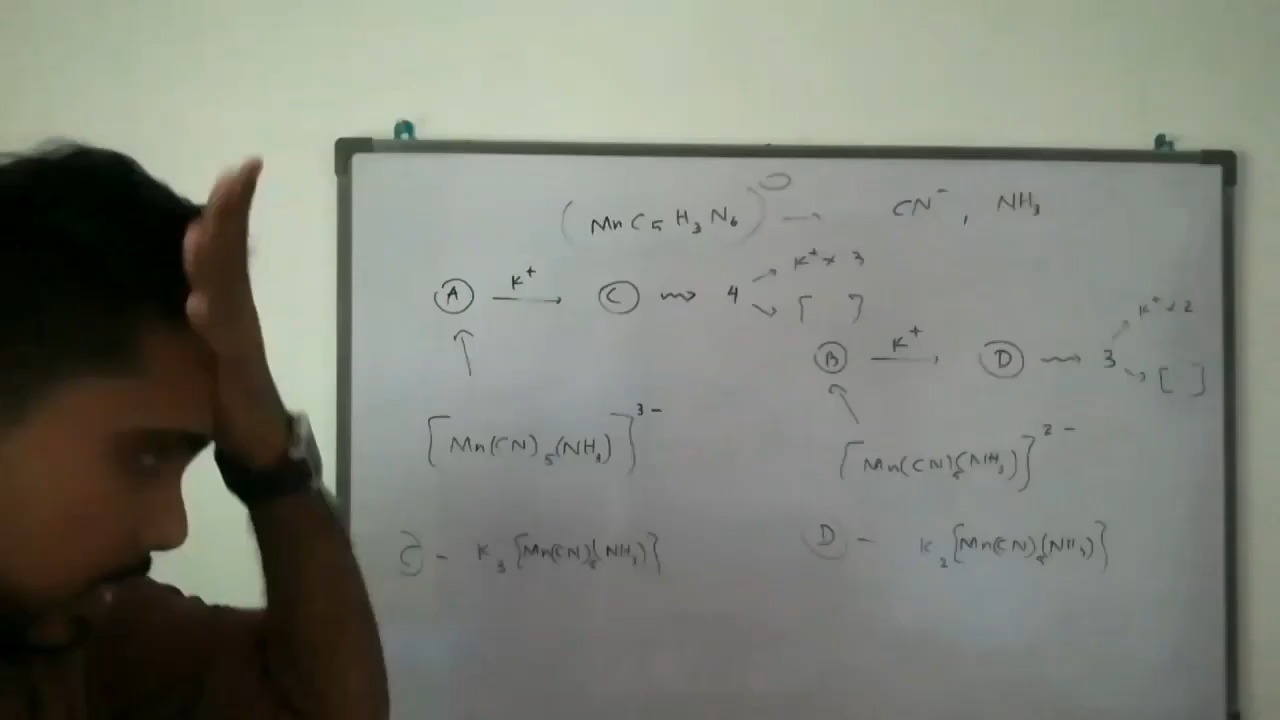 (MnC5H3N6) → CN⁻, NH3
A K⁺→ C ⇝ 4 ↗ K⁺ × 3
↘ [ ]
B K⁺→ D ⇝ 3 ↗ K⁺ × 2
↘ [ ]
↑
[Mn(CN)5(NH3)]³⁻
↑
[Mn(CN)5(NH3)]²⁻
C - K3[Mn(CN)5(NH3)]
D - K2[Mn(CN)5(NH3)]